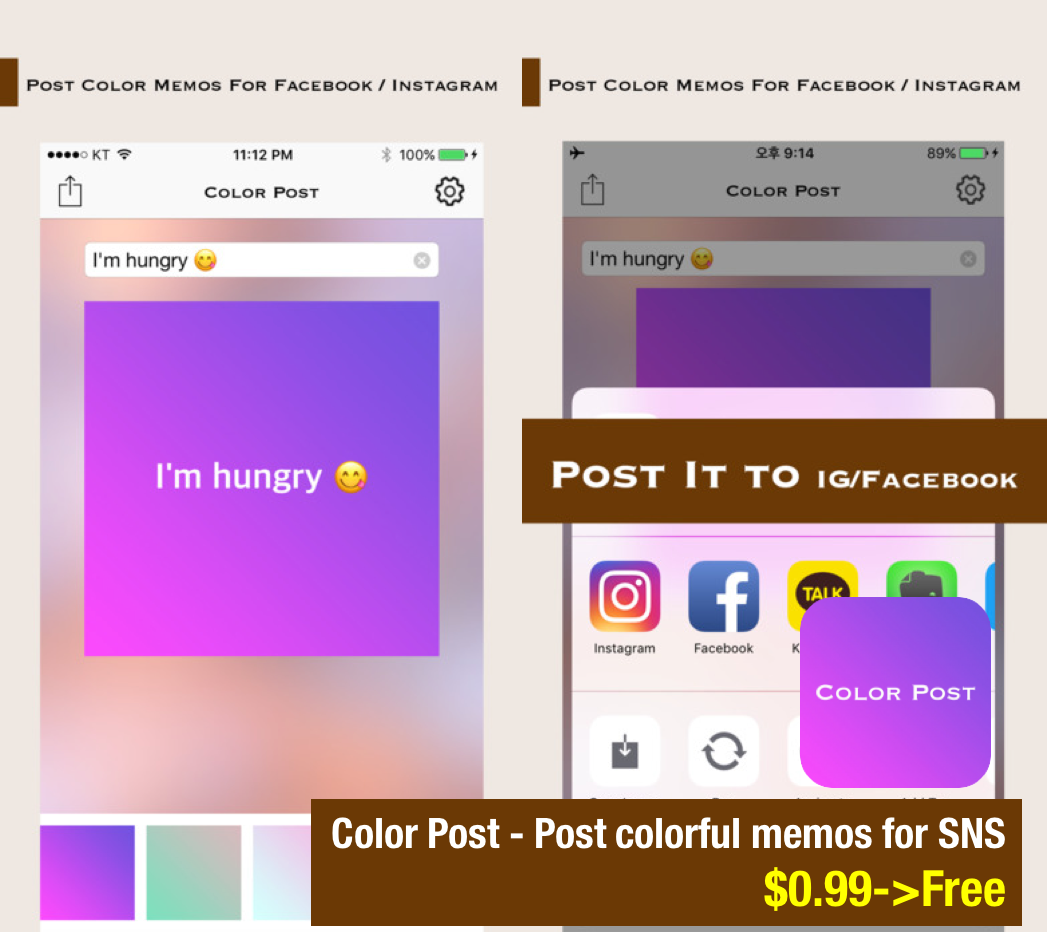 Post Color Memos For Facebook / Instagram
KT
11:12 PM
100%
Color Post
I'm hungry 😋
I'm hungry 😋
Post Color Memos For Facebook / Instagram
오후 9:14
89%
Color Post
I'm hungry 😋
Post It to IG/Facebook
TALK
Instagram
Facebook
K
Color Post
Color Post - Post colorful memos for SNS
$0.99->Free